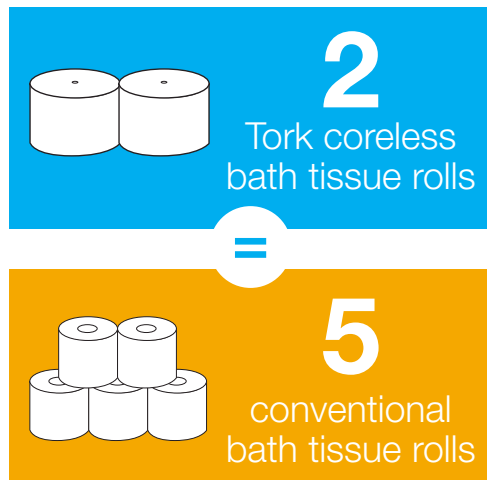 2
Tork coreless
bath tissue rolls
=
5
conventional
bath tissue rolls